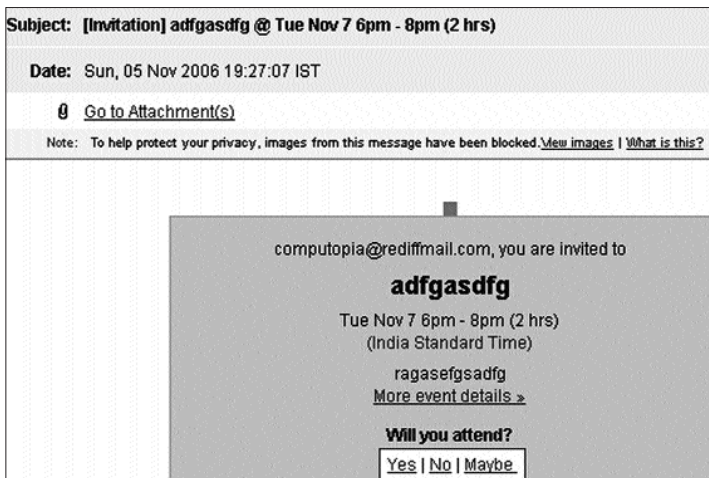 Subject: [Invitation] adfgasdfg @ Tue Nov 7 6pm - 8pm (2 hrs)
Date: Sun, 05 Nov 2006 19:27:07 IST
Go to Attachment(s)
Note: To help protect your privacy, images from this message have been blocked.View images | What is this?
computopia@rediffmail.com, you are invited to
adfgasdfg
Tue Nov 7 6pm - 8pm (2 hrs)
(India Standard Time)
ragasefgsadfg
More event details »
Will you attend?
Yes | No | Maybe